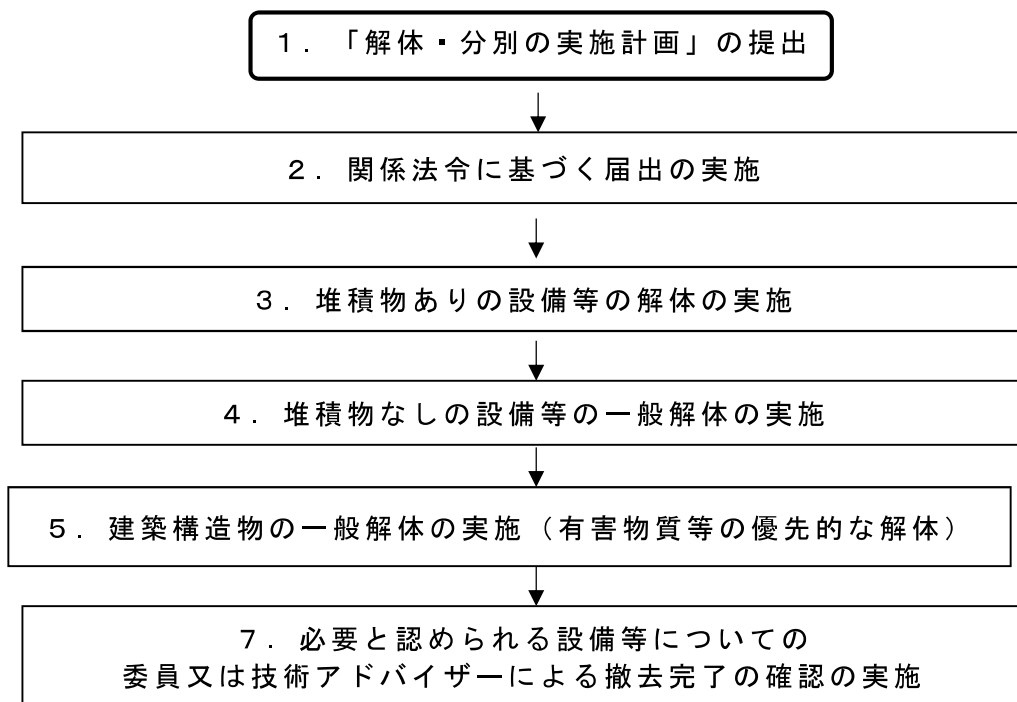 １．「解体・分別の実施計画」の提出
２．関係法令に基づく届出の実施
３．堆積物ありの設備等の解体の実施
４．堆積物なしの設備等の一般解体の実施
５．建築構造物の一般解体の実施（有害物質等の優先的な解体）
７．必要と認められる設備等についての
委員又は技術アドバイザーによる撤去完了の確認の実施